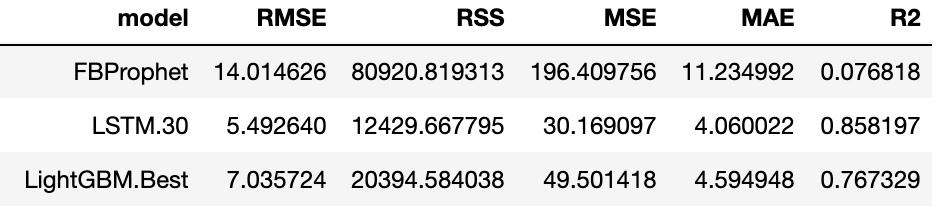 model RMSE RSS MSE MAE R2
FBProphet 14.014626 80920.819313 196.409756 11.234992 0.076818
LSTM.30 5.492640 12429.667795 30.169097 4.060022 0.858197
LightGBM.Best 7.035724 20394.584038 49.501418 4.594948 0.767329